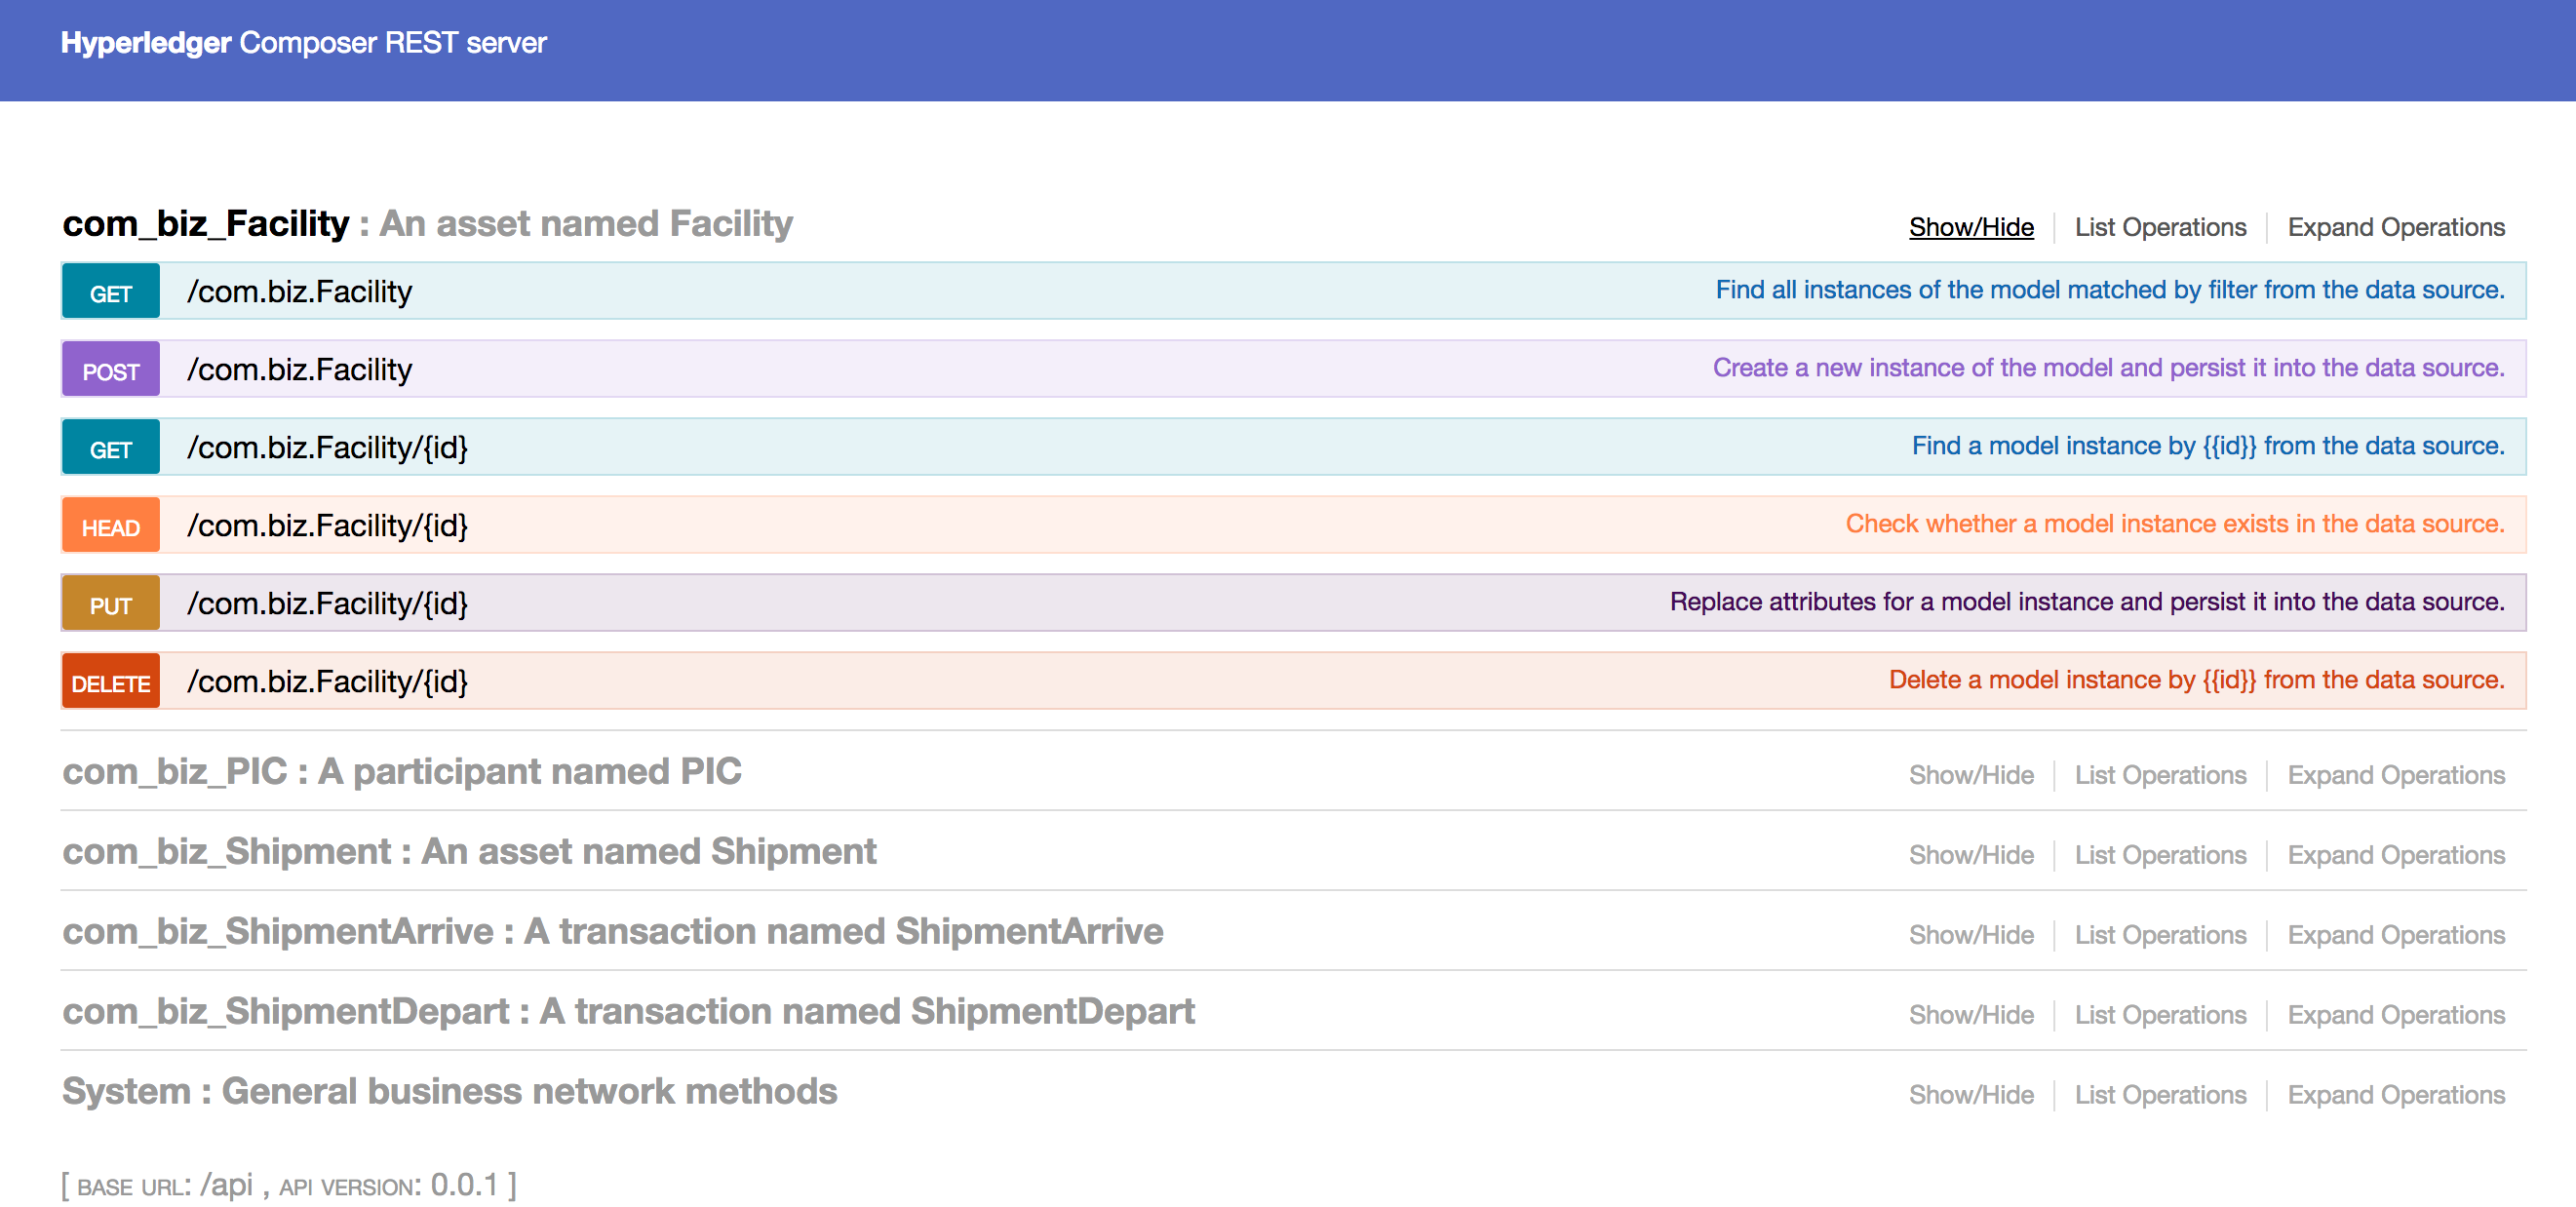 Hyperledger Composer REST server
com_biz_Facility : An asset named Facility Show/Hide List Operations Expand Operations
GET /com.biz.Facility Find all instances of the model matched by filter from the data source.
POST /com.biz.Facility Create a new instance of the model and persist it into the data source.
GET /com.biz.Facility/{id} Find a model instance by {{id}} from the data source.
HEAD /com.biz.Facility/{id} Check whether a model instance exists in the data source.
PUT /com.biz.Facility/{id} Replace attributes for a model instance and persist it into the data source.
DELETE /com.biz.Facility/{id} Delete a model instance by {{id}} from the data source.
com_biz_PIC : A participant named PIC Show/Hide List Operations Expand Operations
com_biz_Shipment : An asset named Shipment Show/Hide List Operations Expand Operations
com_biz_ShipmentArrive : A transaction named ShipmentArrive Show/Hide List Operations Expand Operations
com_biz_ShipmentDepart : A transaction named ShipmentDepart Show/Hide List Operations Expand Operations
System : General business network methods Show/Hide List Operations Expand Operations
[ BASE URL: /api , API VERSION: 0.0.1 ]